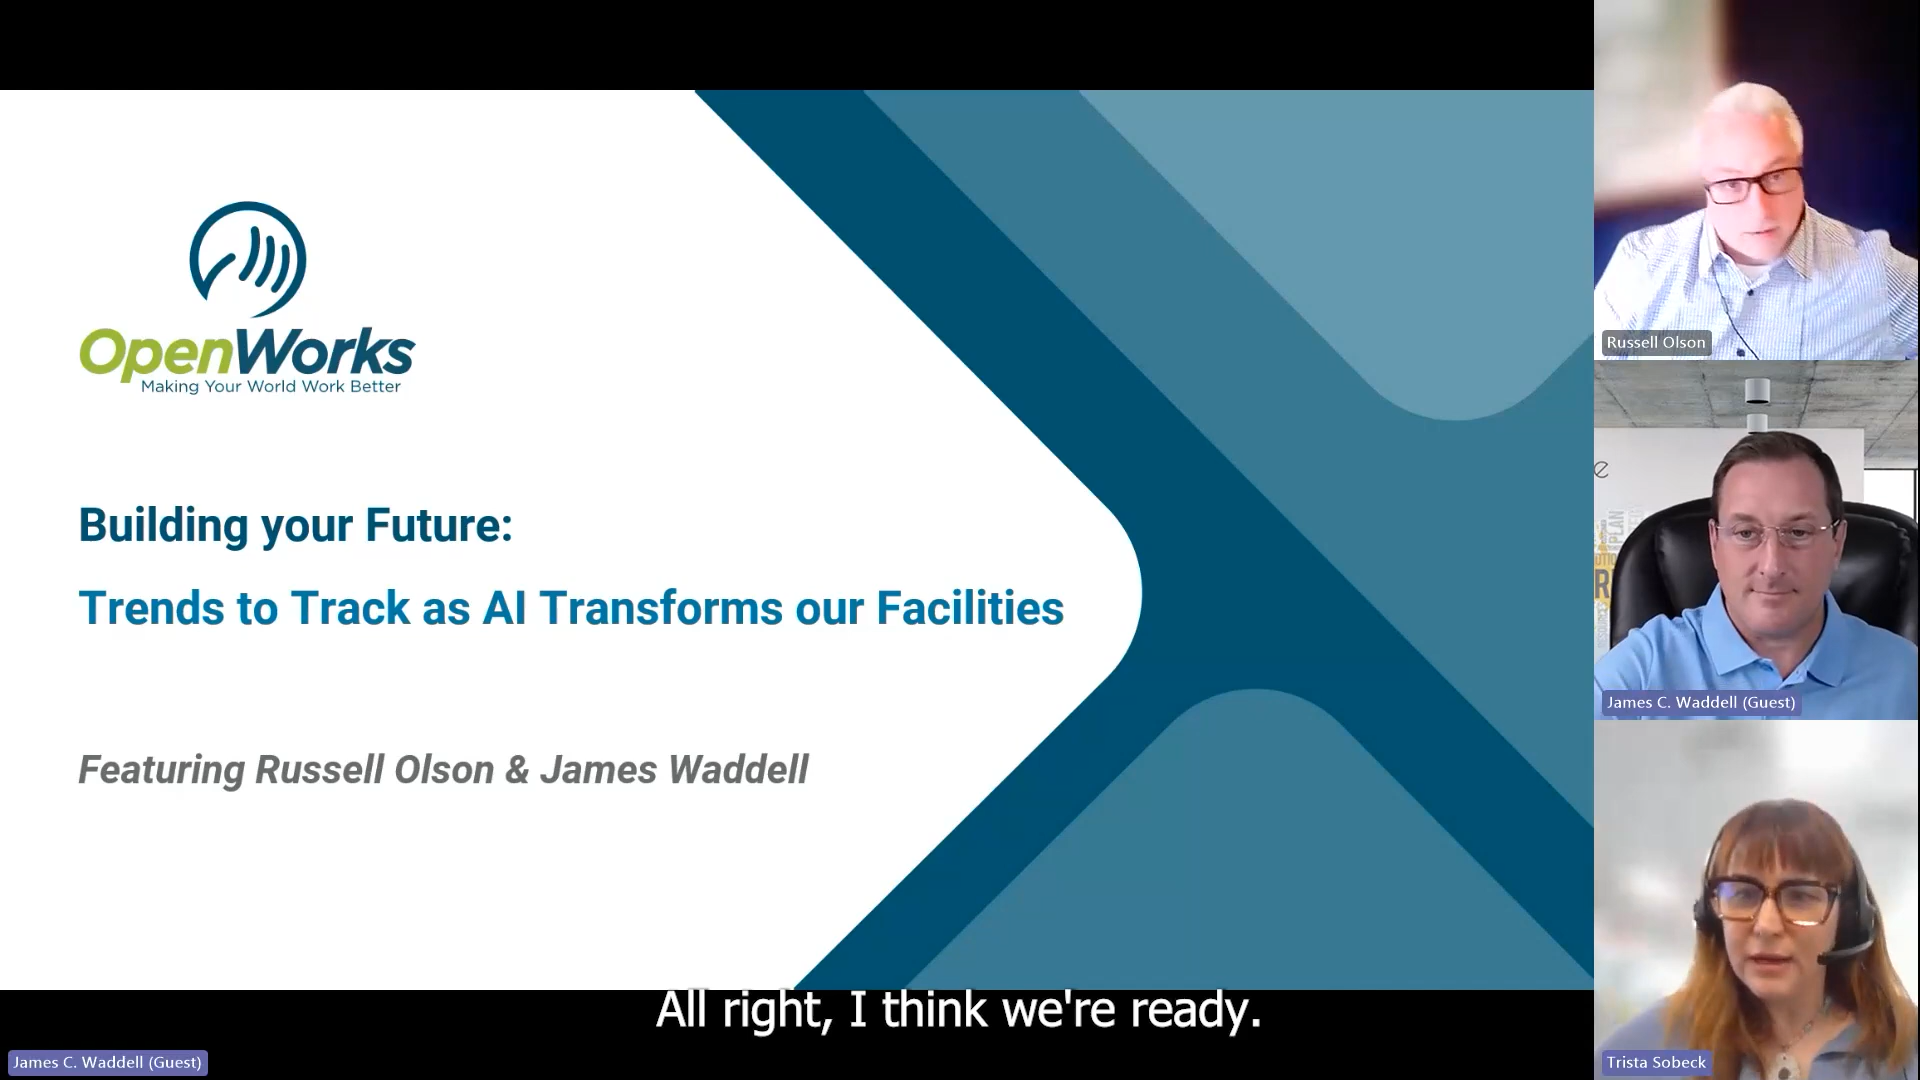 OpenWorks
Making Your World Work Better
Building your Future:
Trends to Track as AI Transforms our Facilities
Featuring Russell Olson & James Waddell
All right, I think we're ready.
James C. Waddell (Guest)
Russell Olson
e
PLAN
James C. Waddell (Guest)
Trista Sobeck